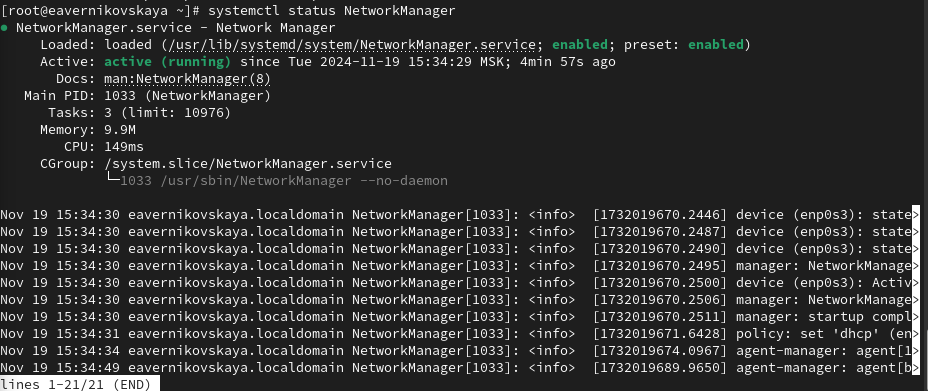 [root@eavernikovskaya ~]# systemctl status NetworkManager
● NetworkManager.service - Network Manager
     Loaded: loaded (/usr/lib/systemd/system/NetworkManager.service; enabled; preset: enabled)
     Active: active (running) since Tue 2024-11-19 15:34:29 MSK; 4min 57s ago
       Docs: man:NetworkManager(8)
   Main PID: 1033 (NetworkManager)
      Tasks: 3 (limit: 10976)
     Memory: 9.9M
        CPU: 149ms
     CGroup: /system.slice/NetworkManager.service
             └─1033 /usr/sbin/NetworkManager --no-daemon
Nov 19 15:34:30 eavernikovskaya.localdomain NetworkManager[1033]: <info>  [1732019670.2446] device (enp0s3): state>
Nov 19 15:34:30 eavernikovskaya.localdomain NetworkManager[1033]: <info>  [1732019670.2487] device (enp0s3): state>
Nov 19 15:34:30 eavernikovskaya.localdomain NetworkManager[1033]: <info>  [1732019670.2490] device (enp0s3): state>
Nov 19 15:34:30 eavernikovskaya.localdomain NetworkManager[1033]: <info>  [1732019670.2495] manager: NetworkManage>
Nov 19 15:34:30 eavernikovskaya.localdomain NetworkManager[1033]: <info>  [1732019670.2500] device (enp0s3): Activ>
Nov 19 15:34:30 eavernikovskaya.localdomain NetworkManager[1033]: <info>  [1732019670.2506] manager: NetworkManage>
Nov 19 15:34:30 eavernikovskaya.localdomain NetworkManager[1033]: <info>  [1732019670.2511] manager: startup compl>
Nov 19 15:34:31 eavernikovskaya.localdomain NetworkManager[1033]: <info>  [1732019671.6428] policy: set 'dhcp' (en>
Nov 19 15:34:34 eavernikovskaya.localdomain NetworkManager[1033]: <info>  [1732019674.0967] agent-manager: agent[1>
Nov 19 15:34:49 eavernikovskaya.localdomain NetworkManager[1033]: <info>  [1732019689.9650] agent-manager: agent[b>
lines 1-21/21 (END)